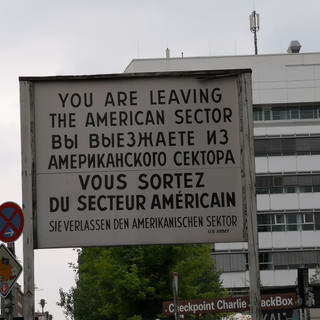 YOU ARE LEAVING
THE AMERICAN SECTOR
ВЫ ВЫЕЗЖАЕТЕ ИЗ
АМЕРИКАНСКОГО СЕКТОРА
VOUS SORTEZ
DU SECTEUR AMÉRICAIN
SIE VERLASSEN DEN AMERIKANISCHEN SEKTOR
US ARMY
Checkpoint Charlie
BlackBox